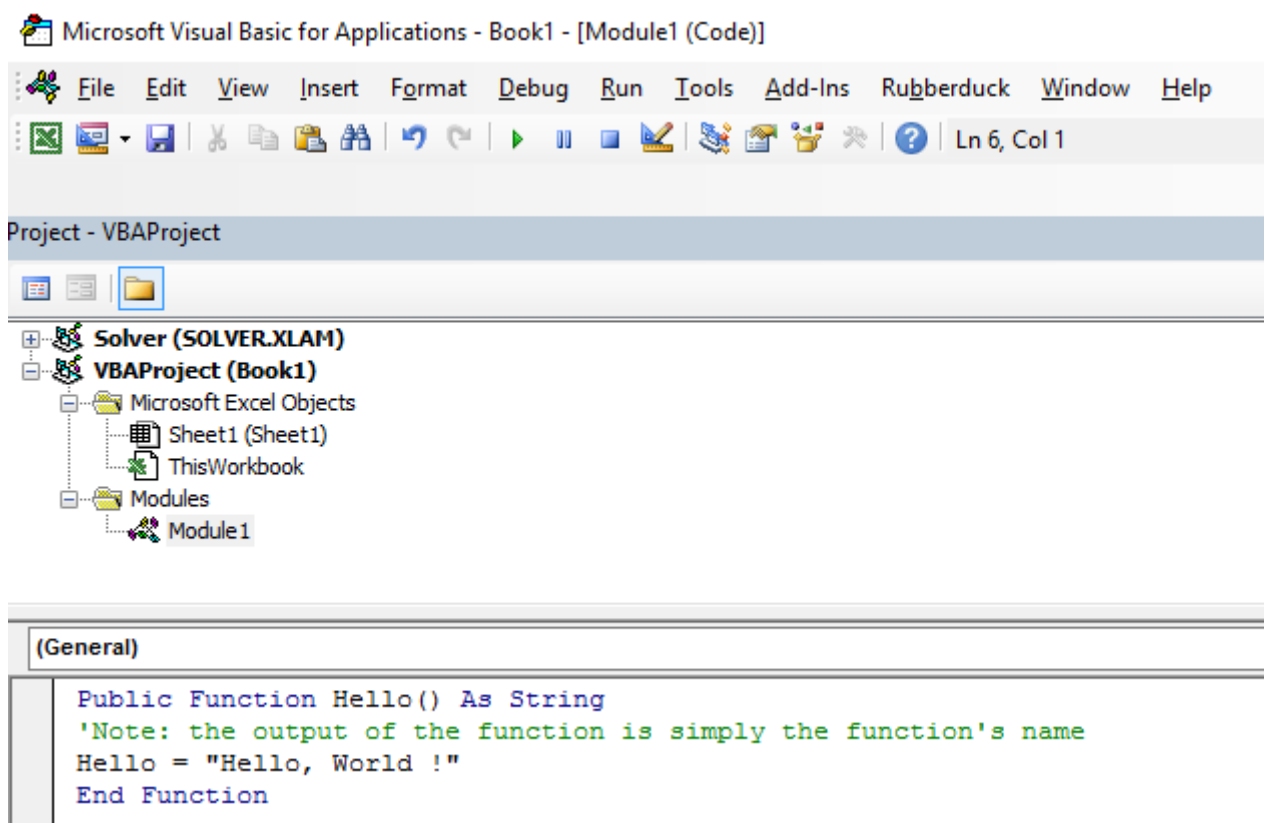 Microsoft Visual Basic for Applications - Book1 - [Module1 (Code)]
File Edit View Insert Format Debug Run Tools Add-Ins Rubberduck Window Help
Ln 6, Col 1
Project - VBAProject
Solver (SOLVER.XLAM)
VBAProject (Book1)
Microsoft Excel Objects
Sheet1 (Sheet1)
ThisWorkbook
Modules
Module1
(General)
Public Function Hello() As String
'Note: the output of the function is simply the function's name
Hello = "Hello, World !"
End Function